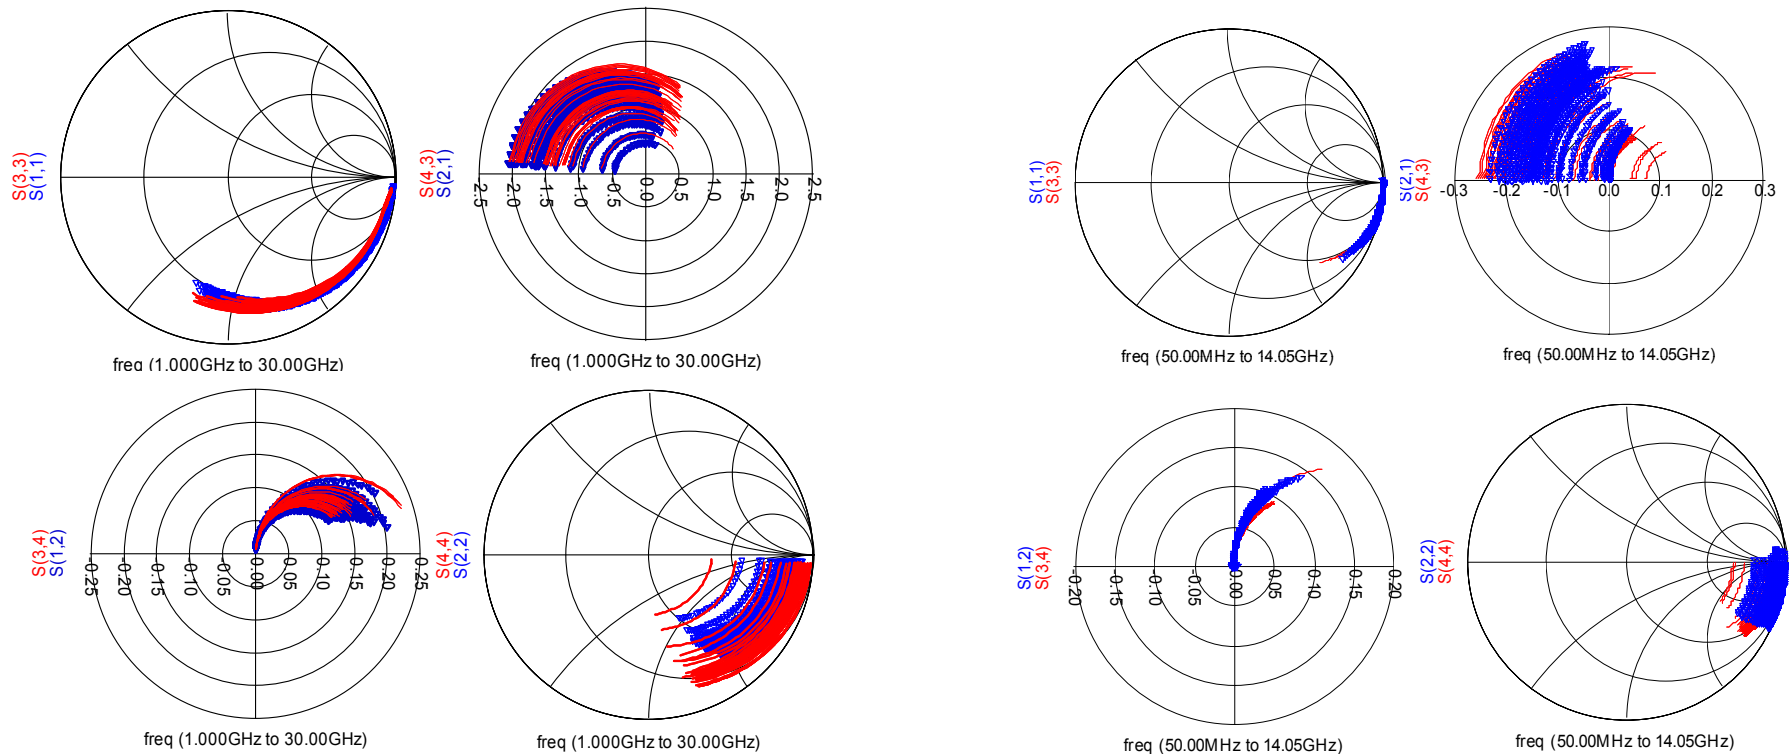 S(3,3)
S(1,1)
freq (1.000GHz to 30.00GHz)
S(4,3)
S(2,1)
-2.5
-2.0
-1.5
-1.0
-0.5
0.0
0.5
1.0
1.5
2.0
2.5
freq (1.000GHz to 30.00GHz)
S(1,1)
S(3,3)
freq (50.00MHz to 14.05GHz)
S(2,1)
S(4,3)
-0.3 -0.2 -0.1 0.0 0.1 0.2 0.3
freq (50.00MHz to 14.05GHz)
S(3,4)
S(1,2)
-0.25
-0.20
-0.15
-0.10
-0.05
0.00
0.05
0.10
0.15
0.20
0.25
freq (1.000GHz to 30.00GHz)
S(4,4)
S(2,2)
freq (1.000GHz to 30.00GHz)
S(1,2)
S(3,4)
-0.20
-0.15
-0.10
-0.05
0.00
0.05
0.10
0.15
0.20
freq (50.00MHz to 14.05GHz)
S(2,2)
S(4,4)
freq (50.00MHz to 14.05GHz)